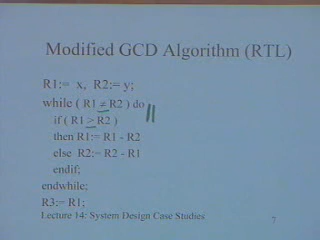 Modified GCD Algorithm (RTL)
R1:= x, R2:= y;
while ( R1 ≠ R2 ) do
if ( R1 > R2 )
then R1:= R1 - R2
else R2:= R2 - R1
endif;
endwhile;
R3:= R1;
Lecture 14: System Design Case Studies 7